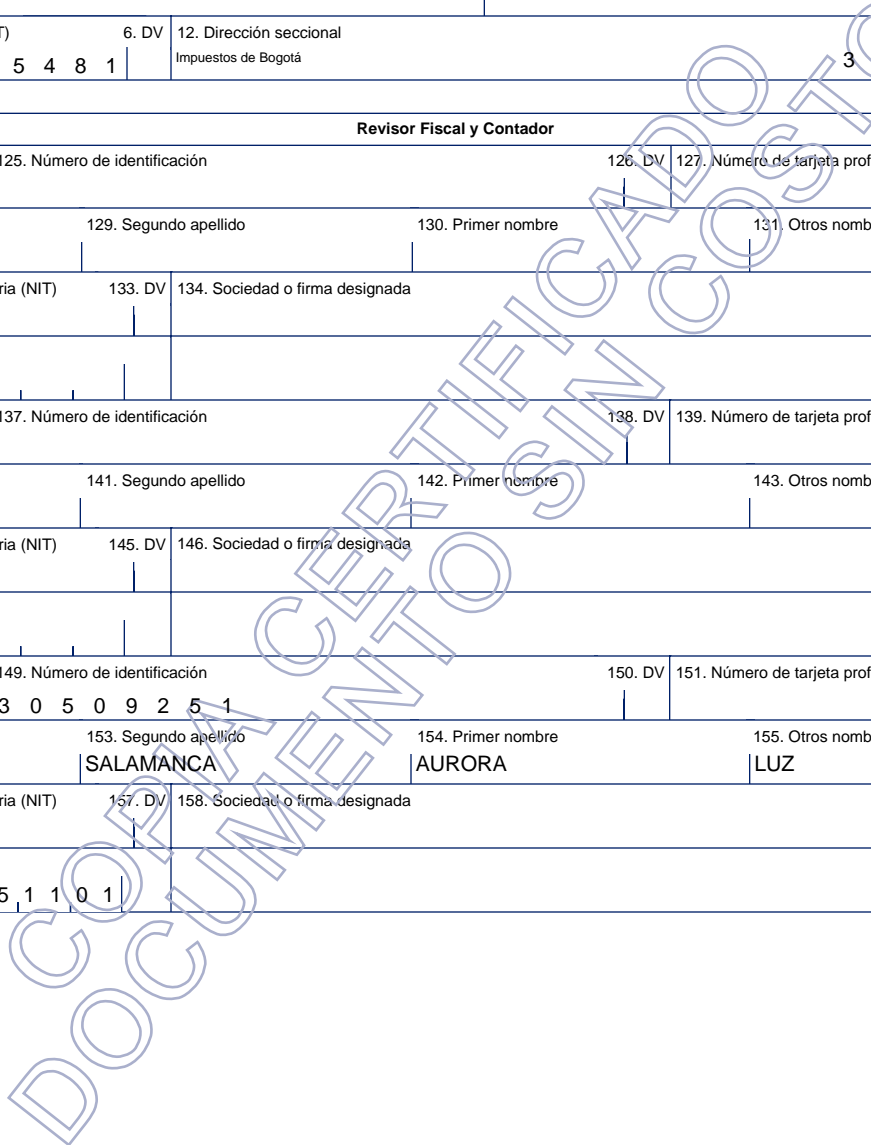 T) 6. DV 12. Dirección seccional
5 4 8 1 Impuestos de Bogotá 3
Revisor Fiscal y Contador
125. Número de identificación 126. DV 127. Número de tarjeta prof
129. Segundo apellido 130. Primer nombre 131. Otros nomb
ria (NIT) 133. DV 134. Sociedad o firma designada
137. Número de identificación 138. DV 139. Número de tarjeta prof
141. Segundo apellido 142. Primer nombre 143. Otros nomb
ria (NIT) 145. DV 146. Sociedad o firma designada
149. Número de identificación 150. DV 151. Número de tarjeta prof
3 0 5 0 9 2 5 1
153. Segundo apellido 154. Primer nombre 155. Otros nomb
SALAMANCA AURORA LUZ
ria (NIT) 157. DV 158. Sociedad o firma designada
5 1 1 0 1
COPIA CERTIFICADO
DOCUMENTO SIN COSTO